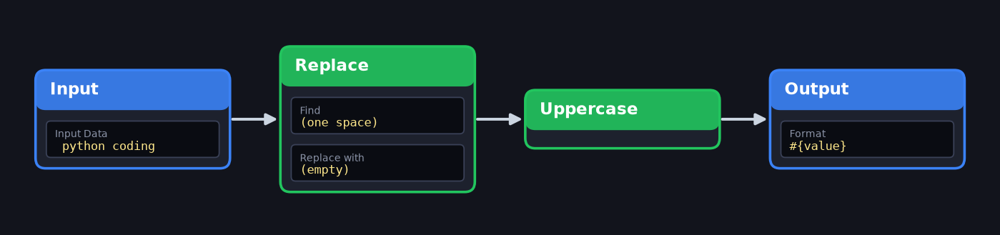 Input
Input Data
 python coding
Replace
Find
(one space)
Replace with
(empty)
Uppercase
Output
Format
#{value}